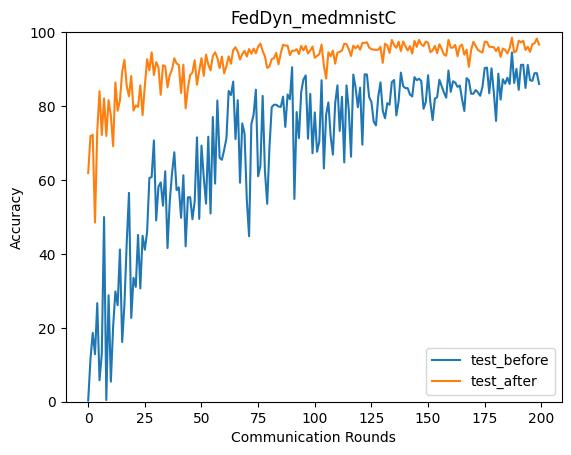 FedDyn_medmnistC
100
80
60
40
20
0
Accuracy
0 25 50 75 100 125 150 175 200
Communication Rounds
test_before
test_after